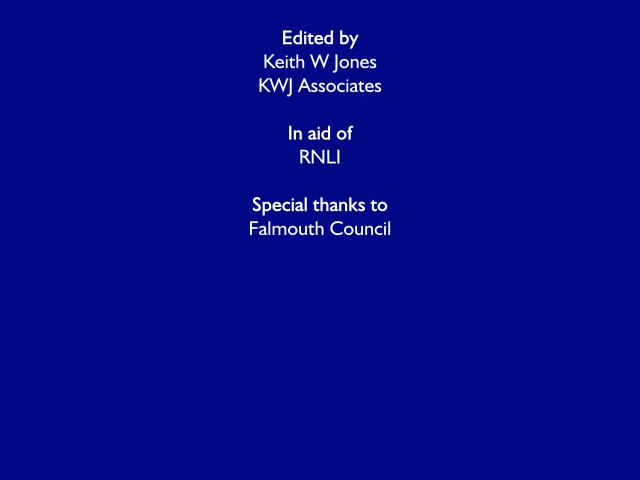 Edited by
Keith W Jones
KWJ Associates
In aid of
RNLI
Special thanks to
Falmouth Council